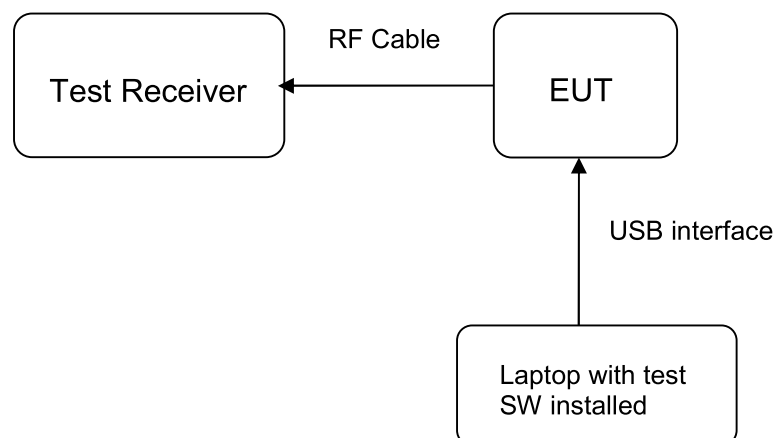 RF Cable
Test Receiver
EUT
USB interface
Laptop with test
SW installed